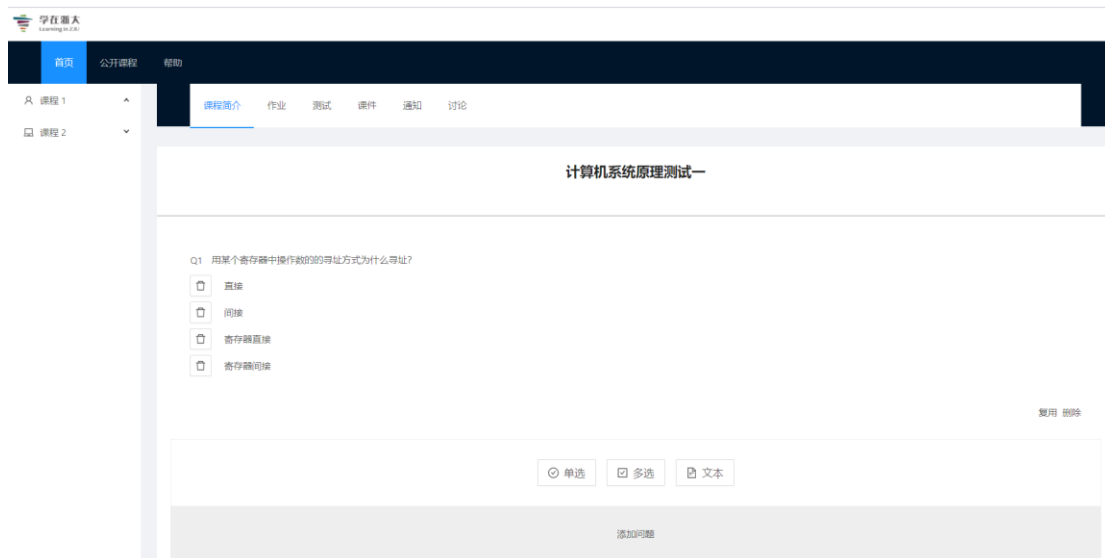 学在浙大
Learning in ZJU
首页 公开课程 帮助
课程 1
课程简介 作业 测试 课件 通知 讨论
课程 2
计算机系统原理测试一
Q1 用某个寄存器中操作数的的寻址方式为什么寻址?
直接
间接
寄存器直接
寄存器间接
复用 删除
单选 多选 文本
添加问题